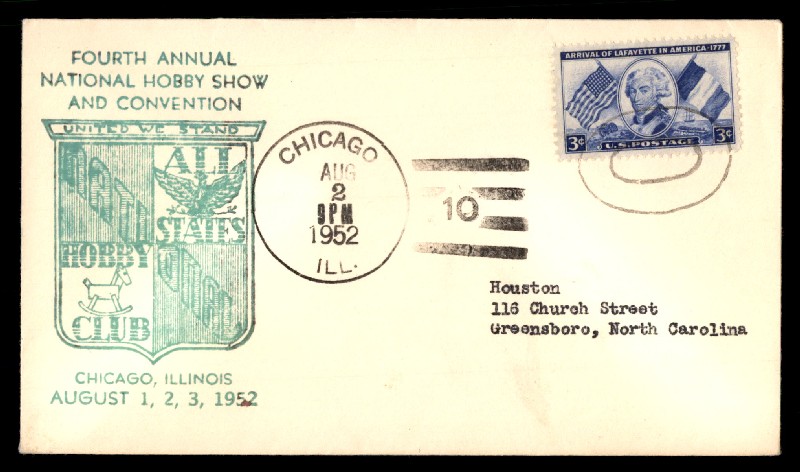 FOURTH ANNUAL
NATIONAL HOBBY SHOW
AND CONVENTION
UNITED WE STAND
ALL
STATES
HOBBY
CLUB
CHICAGO, ILLINOIS
AUGUST 1, 2, 3, 1952
CHICAGO
AUG
2
9PM
1952
ILL.
10
ARRIVAL OF LAFAYETTE IN AMERICA-1777
3¢ 3¢
U.S. POSTAGE
Houston
116 Church Street
Greensboro, North Carolina